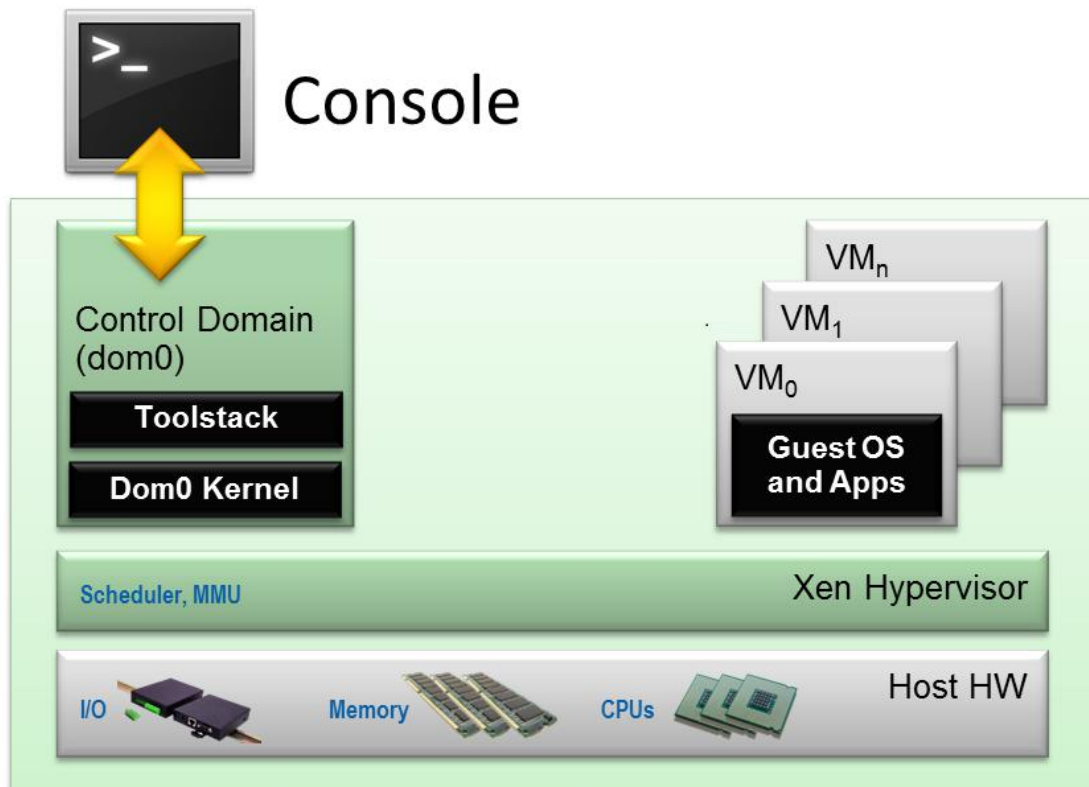 >_
Console
Control Domain
(dom0)
Toolstack
Dom0 Kernel
VMn
VM1
VM0
Guest OS
and Apps
Scheduler, MMU
Xen Hypervisor
I/O
Memory
CPUs
Host HW